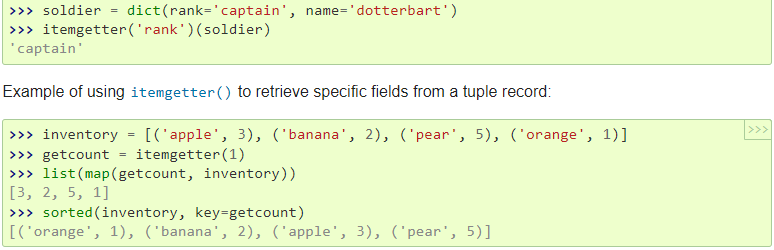 >>> soldier = dict(rank='captain', name='dotterbart')
>>> itemgetter('rank')(soldier)
'captain'
Example of using itemgetter() to retrieve specific fields from a tuple record:
>>>
>>> inventory = [('apple', 3), ('banana', 2), ('pear', 5), ('orange', 1)]
>>> getcount = itemgetter(1)
>>> list(map(getcount, inventory))
[3, 2, 5, 1]
>>> sorted(inventory, key=getcount)
[('orange', 1), ('banana', 2), ('apple', 3), ('pear', 5)]